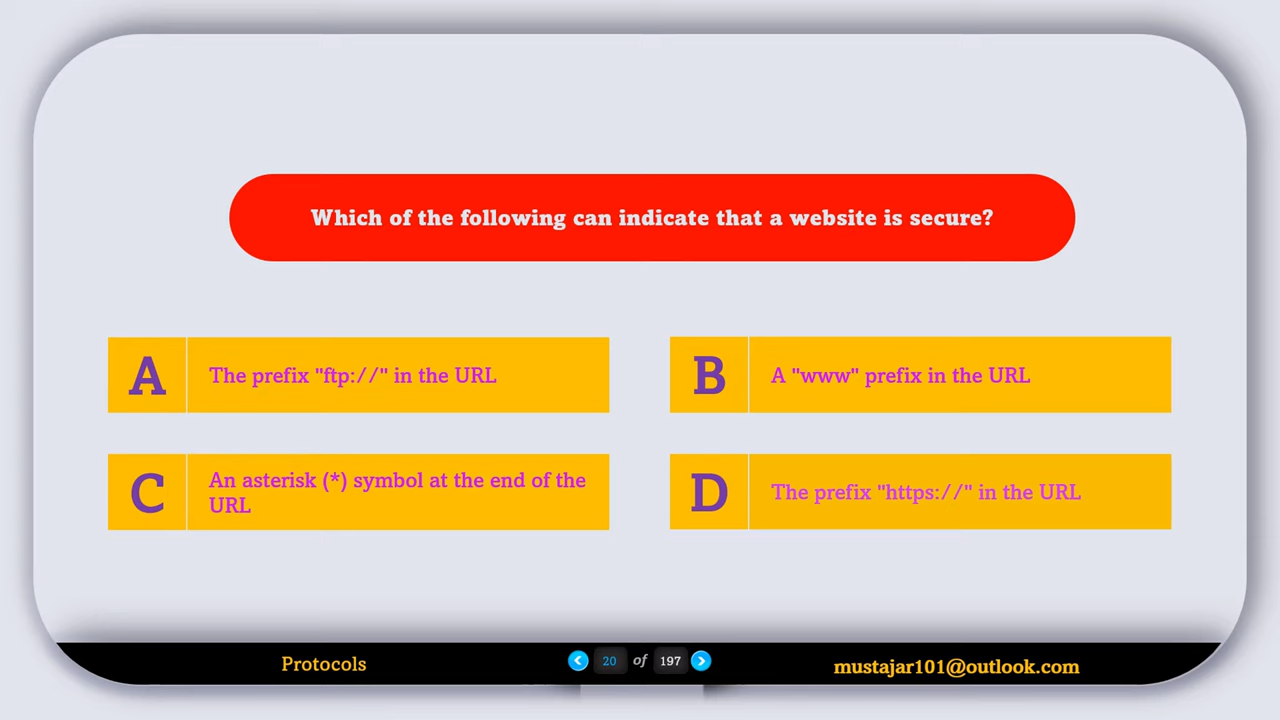 Which of the following can indicate that a website is secure?
A
The prefix "ftp://" in the URL
B
A "www" prefix in the URL
C
An asterisk (*) symbol at the end of the
URL
D
The prefix "https://" in the URL
Protocols
20 of 197
mustajar101@outlook.com